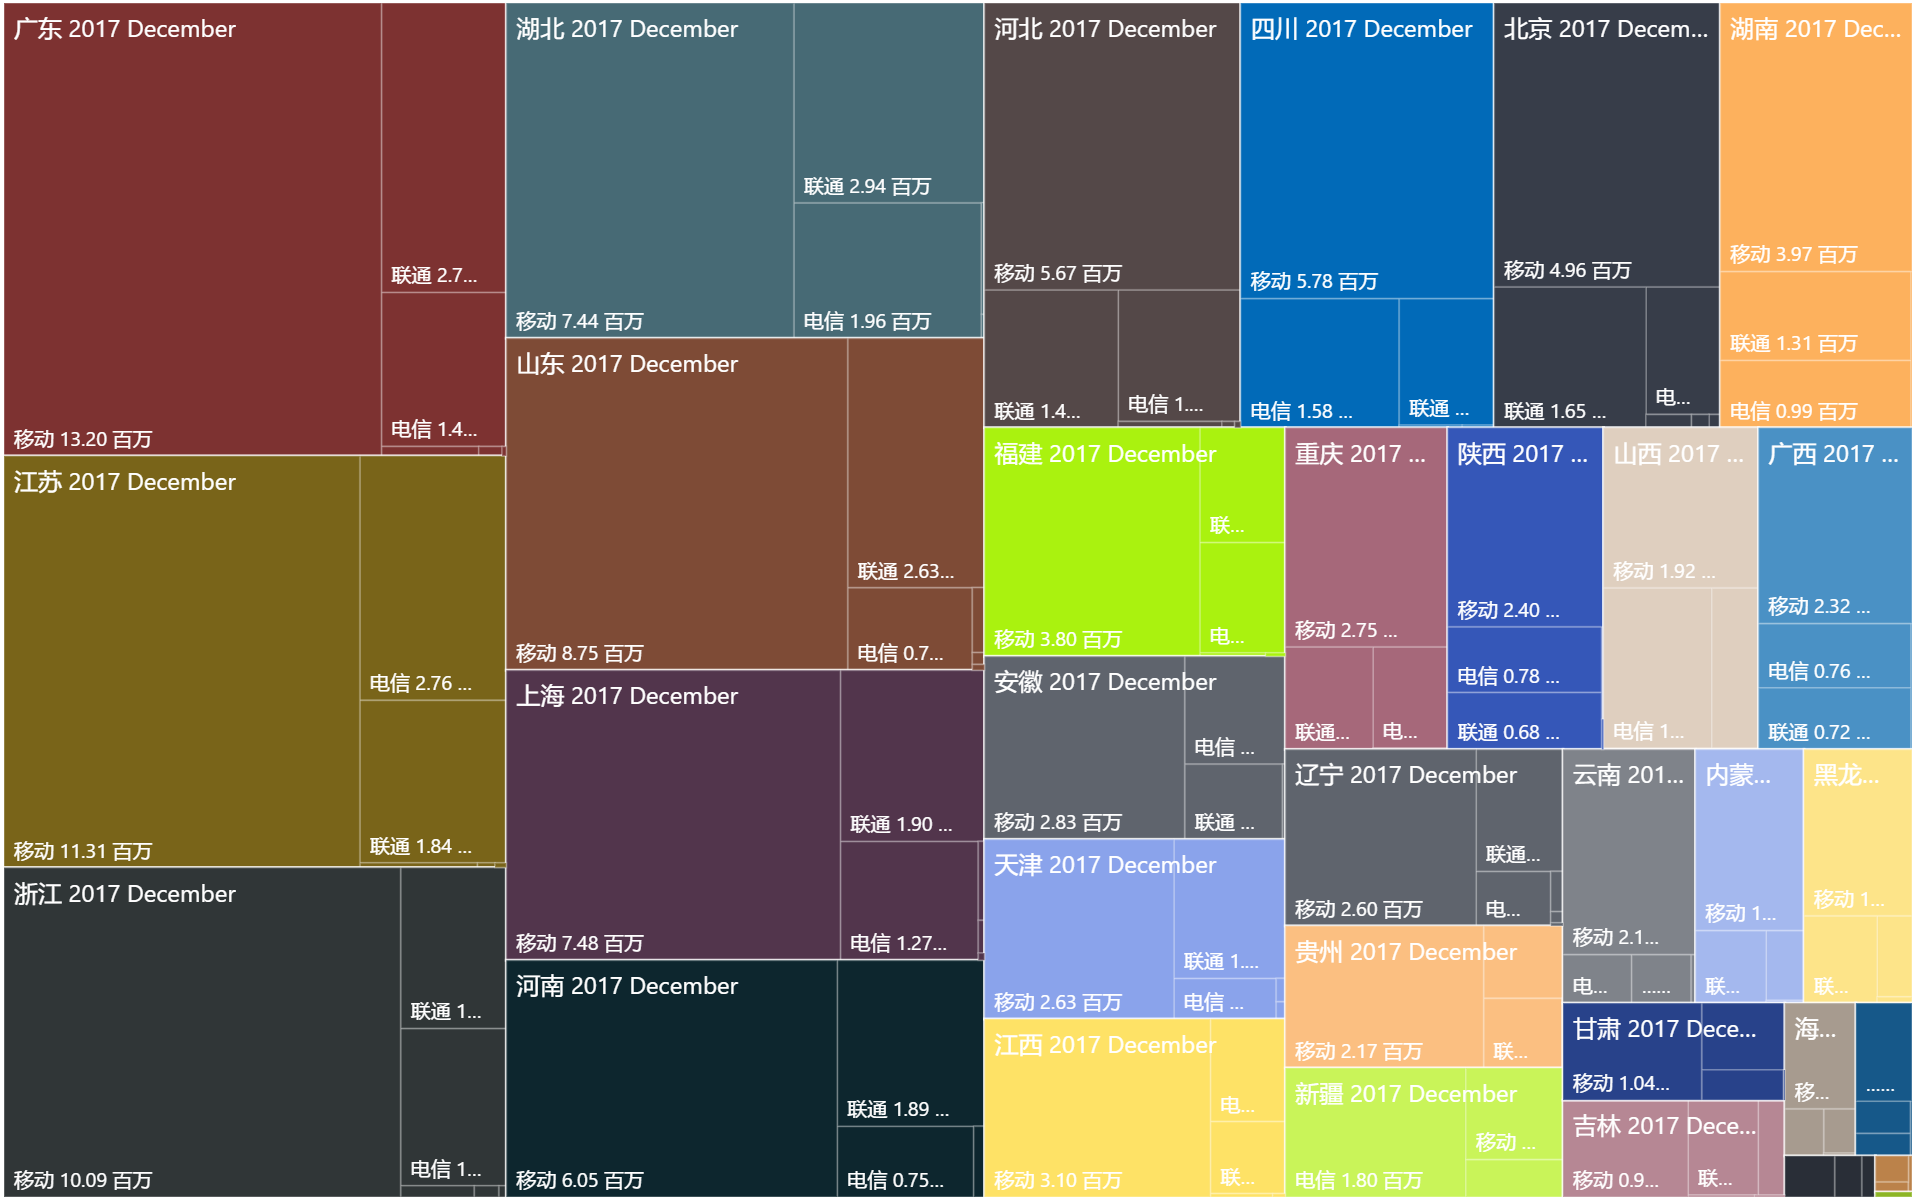 广东 2017 December
联通 2.7...
电信 1.4...
移动 13.20 百万
江苏 2017 December
电信 2.76 ...
联通 1.84 ...
移动 11.31 百万
浙江 2017 December
联通 1...
电信 1...
移动 10.09 百万
湖北 2017 December
联通 2.94 百万
移动 7.44 百万
电信 1.96 百万
山东 2017 December
联通 2.63...
移动 8.75 百万
电信 0.7...
上海 2017 December
联通 1.90 ...
移动 7.48 百万
电信 1.27...
河南 2017 December
联通 1.89 ...
移动 6.05 百万
电信 0.75...
河北 2017 December
移动 5.67 百万
联通 1.4...
电信 1....
四川 2017 December
移动 5.78 百万
电信 1.58 ...
联通 ...
北京 2017 Decem...
移动 4.96 百万
联通 1.65 ...
电...
湖南 2017 Dec...
移动 3.97 百万
联通 1.31 百万
电信 0.99 百万
福建 2017 December
联...
移动 3.80 百万
电...
安徽 2017 December
电信 ...
移动 2.83 百万
联通 ...
天津 2017 December
联通 1....
移动 2.63 百万
电信 ...
江西 2017 December
电...
移动 3.10 百万
联...
重庆 2017 ...
移动 2.75 ...
联通...
电...
陕西 2017 ...
移动 2.40 ...
电信 0.78 ...
联通 0.68 ...
山西 2017 ...
移动 1.92 ...
电信 1...
广西 2017 ...
移动 2.32 ...
电信 0.76 ...
联通 0.72 ...
辽宁 2017 December
联通...
移动 2.60 百万
电...
贵州 2017 December
移动 2.17 百万
联...
新疆 2017 December
移动 ...
电信 1.80 百万
云南 201...
移动 2.1...
电...
......
内蒙...
移动 1...
联...
黑龙...
移动 1...
联...
甘肃 2017 Dece...
移动 1.04...
吉林 2017 Dece...
移动 0.9...
联...
海...
移...
......